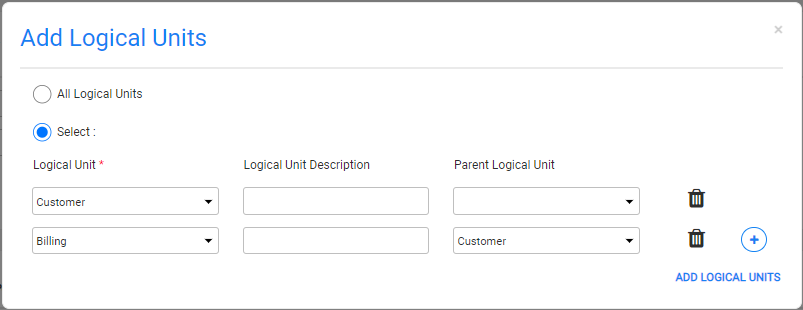 Add Logical Units
×
All Logical Units
Select :
Logical Unit * Logical Unit Description Parent Logical Unit
Customer
Billing Customer
ADD LOGICAL UNITS